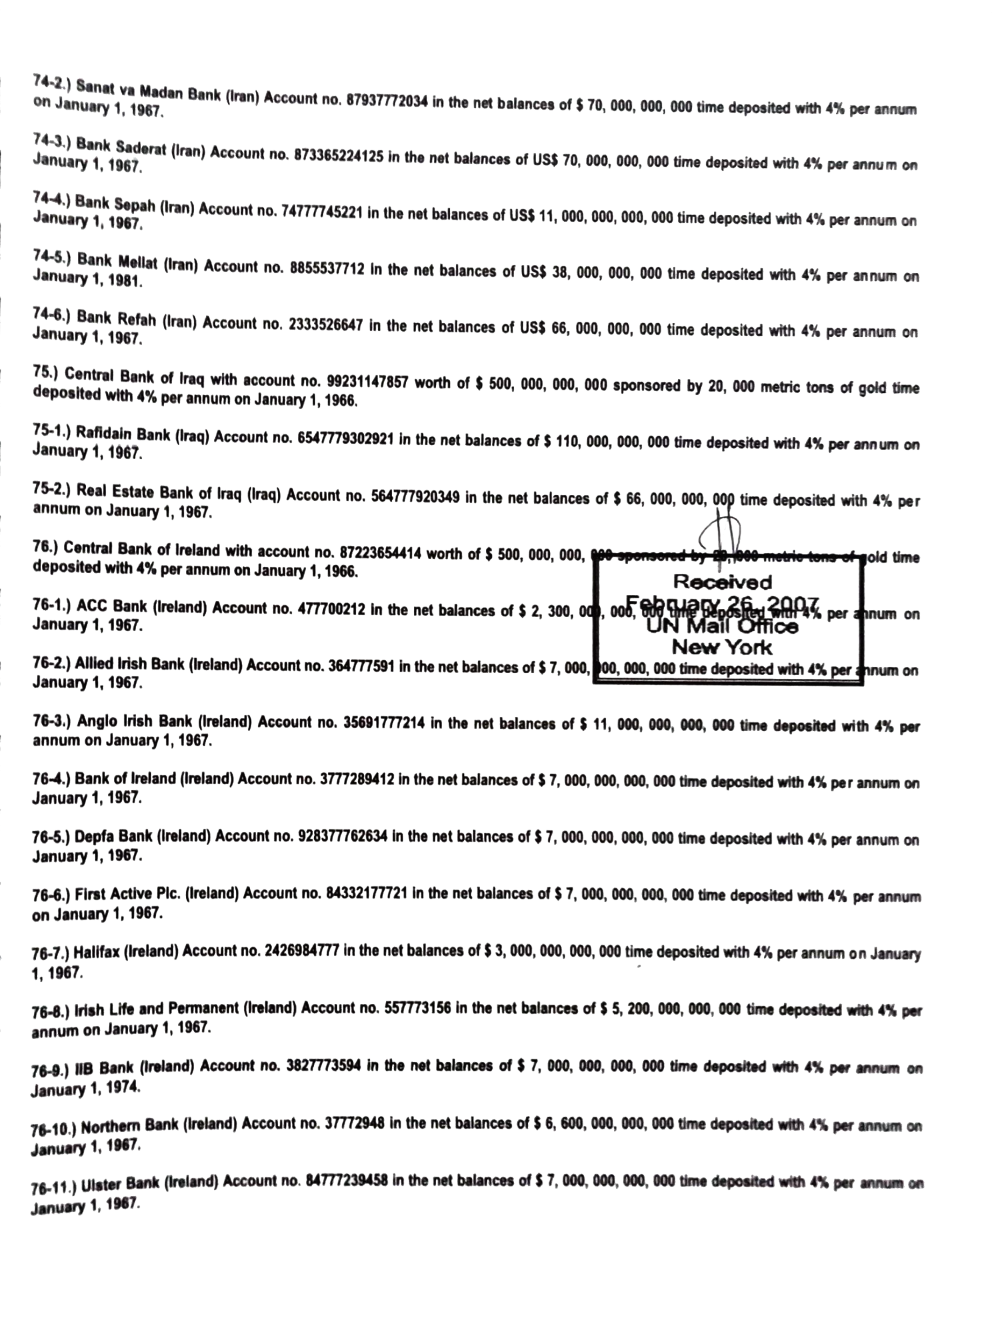 74-2.) Sanat va Madan Bank (Iran) Account no. 87937772034 in the net balances of $ 70, 000, 000, 000 time deposited with 4% per annum
on January 1, 1967.
74-3.) Bank Saderat (Iran) Account no. 873365224125 in the net balances of US$ 70, 000, 000, 000 time deposited with 4% per annum on
January 1, 1967.
74-4.) Bank Sepah (Iran) Account no. 74777745221 in the net balances of US$ 11, 000, 000, 000, 000 time deposited with 4% per annum on
January 1, 1967.
74-5.) Bank Mellat (Iran) Account no. 8855537712 in the net balances of US$ 38, 000, 000, 000 time deposited with 4% per annum on
January 1, 1981.
74-6.) Bank Refah (Iran) Account no. 2333526647 in the net balances of US$ 66, 000, 000, 000 time deposited with 4% per annum on
January 1, 1967.
75.) Central Bank of Iraq with account no. 99231147857 worth of $ 500, 000, 000, 000 sponsored by 20, 000 metric tons of gold time
deposited with 4% per annum on January 1, 1966.
75-1.) Rafidain Bank (Iraq) Account no. 6547779302921 in the net balances of $ 110, 000, 000, 000 time deposited with 4% per annum on
January 1, 1967.
75-2.) Real Estate Bank of Iraq (Iraq) Account no. 564777920349 in the net balances of $ 66, 000, 000, 000 time deposited with 4% per
annum on January 1, 1967.
76.) Central Bank of Ireland with account no. 87223654414 worth of $ 500, 000, 000, 000 sponsored by 20, 000 metric tons of gold time
deposited with 4% per annum on January 1, 1966.
Received
February 26, 2007
UN Mail Office
New York
76-1.) ACC Bank (Ireland) Account no. 477700212 in the net balances of $ 2, 300, 000, 000, 000 time deposited with 4% per annum on
January 1, 1967.
76-2.) Allied Irish Bank (Ireland) Account no. 364777591 in the net balances of $ 7, 000, 000, 000, 000 time deposited with 4% per annum on
January 1, 1967.
76-3.) Anglo Irish Bank (Ireland) Account no. 35691777214 in the net balances of $ 11, 000, 000, 000, 000 time deposited with 4% per
annum on January 1, 1967.
76-4.) Bank of Ireland (Ireland) Account no. 3777289412 in the net balances of $ 7, 000, 000, 000, 000 time deposited with 4% per annum on
January 1, 1967.
76-5.) Depfa Bank (Ireland) Account no. 928377762634 in the net balances of $ 7, 000, 000, 000, 000 time deposited with 4% per annum on
January 1, 1967.
76-6.) First Active Plc. (Ireland) Account no. 84332177721 in the net balances of $ 7, 000, 000, 000, 000 time deposited with 4% per annum
on January 1, 1967.
76-7.) Halifax (Ireland) Account no. 2426984777 in the net balances of $ 3, 000, 000, 000, 000 time deposited with 4% per annum on January
1, 1967.
76-8.) Irish Life and Permanent (Ireland) Account no. 557773156 in the net balances of $ 5, 200, 000, 000, 000 time deposited with 4% per
annum on January 1, 1967.
76-9.) IIB Bank (Ireland) Account no. 3827773594 in the net balances of $ 7, 000, 000, 000, 000 time deposited with 4% per annum on
January 1, 1974.
76-10.) Northern Bank (Ireland) Account no. 37772948 in the net balances of $ 6, 600, 000, 000, 000 time deposited with 4% per annum on
January 1, 1967.
76-11.) Ulster Bank (Ireland) Account no. 84777239458 in the net balances of $ 7, 000, 000, 000, 000 time deposited with 4% per annum on
January 1, 1967.